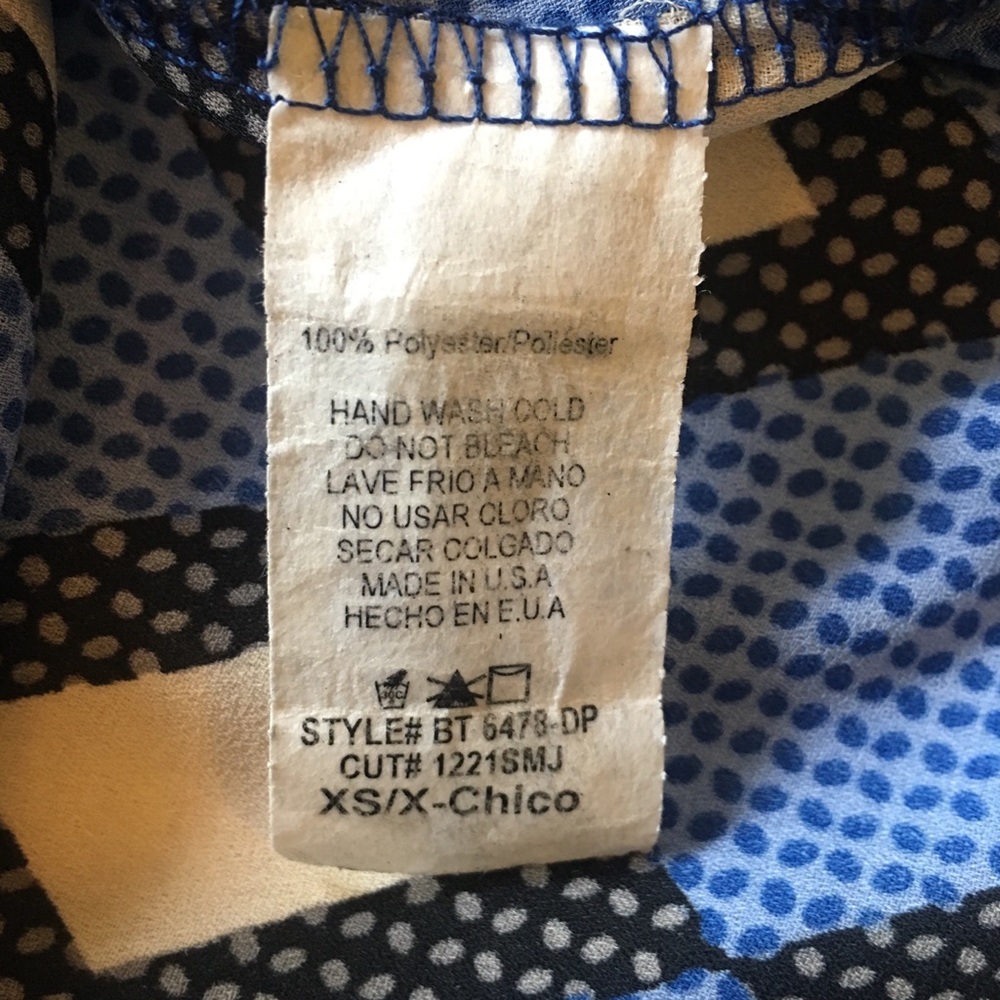 100% Polyester/Poliéster
HAND WASH COLD
DO NOT BLEACH
LAVE FRIO A MANO
NO USAR CLORO
SECAR COLGADO
MADE IN U.S.A
HECHO EN E.U.A
30C
STYLE# BT 6478-DP
CUT# 1221SMJ
XS/X-Chico